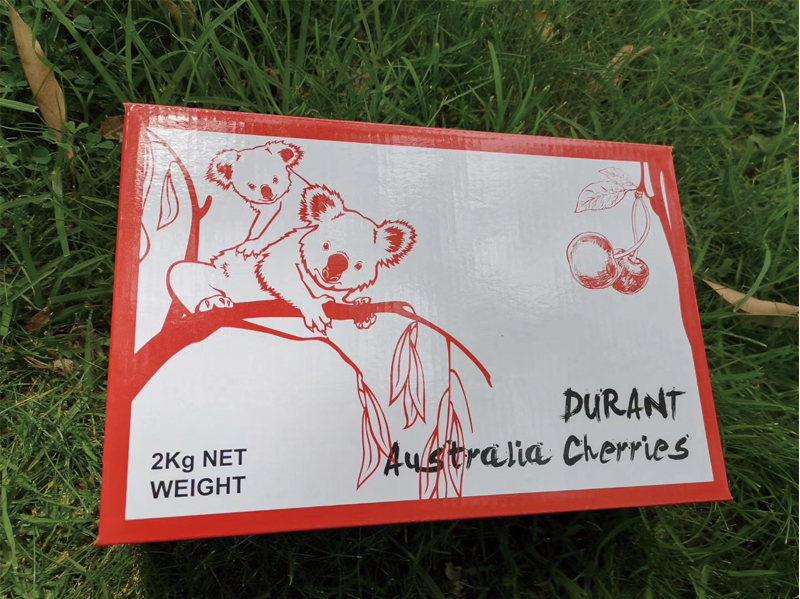 DURANT
Australia Cherries
2Kg NET
WEIGHT